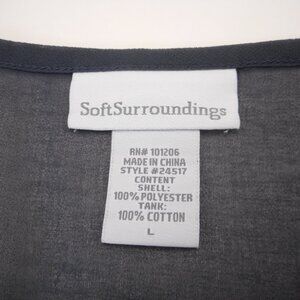 SoftSurroundings
RN# 101206
MADE IN CHINA
STYLE #24517
CONTENT
SHELL:
100% POLYESTER
TANK:
100% COTTON
L